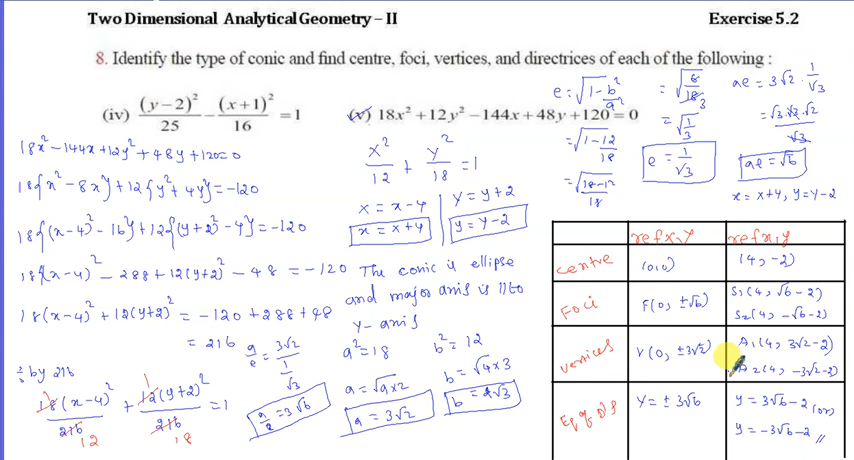 Two Dimensional Analytical Geometry – II Exercise 5.2
8. Identify the type of conic and find centre, foci, vertices, and directrices of each of the following :
(iv) (y−2)²/25 − (x+1)²/16 = 1 (v) 18x² + 12y² − 144x + 48y + 120 = 0
18x² − 144x + 12y² + 48y + 120 = 0
18{x² − 8x} + 12{y² + 4y} = −120
18{(x−4)² − 16} + 12{(y+2)² − 4} = −120
18(x−4)² − 288 + 12(y+2)² − 48 = −120
18(x−4)² + 12(y+2)² = −120 + 288 + 48
= 216
÷ by 216
18(x−4)²/216 + 12(y+2)²/216 = 1
12 18
1 1
X²/12 + Y²/18 = 1
X = x−4 Y = y+2
x = X+4 y = Y−2
The conic is ellipse
and major axis is ∥ to
Y-axis
a² = 18 b² = 12
a = √9×2 b = √4×3
a = 3√2 b = 2√3
a/e = 3√2/(1/√3)
a/e = 3√6
e = √1−b²/a² = √6/18 ae = 3√2 · 1/√3
3
= √1−12/18 = √1/3 = √3·√3·√2/√3
= √18−12/18 e = 1/√3 ae = √6
x = X+4, y = Y−2
ref X,Y ref x,y
centre (0,0) (4,−2)
Foci F(0, ±√6) S₁(4, √6−2)
S₂(4, −√6−2)
vertices V(0, ±3√2) A₁(4, 3√2−2)
A₂(4, −3√2−2)
Eq of ds Y = ±3√6 y = 3√6−2 (or)
y = −3√6−2 //